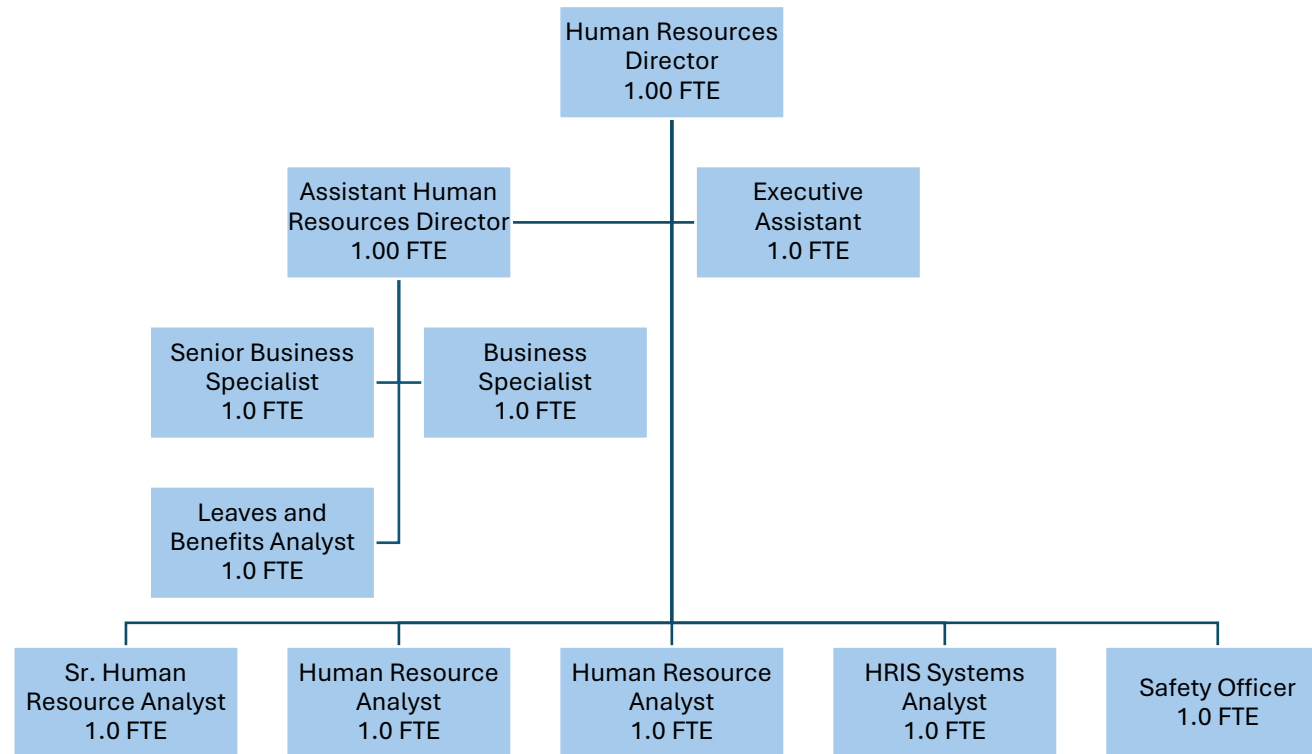 Human Resources
Director
1.00 FTE
Assistant Human
Resources Director
1.00 FTE
Executive
Assistant
1.0 FTE
Senior Business
Specialist
1.0 FTE
Business
Specialist
1.0 FTE
Leaves and
Benefits Analyst
1.0 FTE
Sr. Human
Resource Analyst
1.0 FTE
Human Resource
Analyst
1.0 FTE
Human Resource
Analyst
1.0 FTE
HRIS Systems
Analyst
1.0 FTE
Safety Officer
1.0 FTE